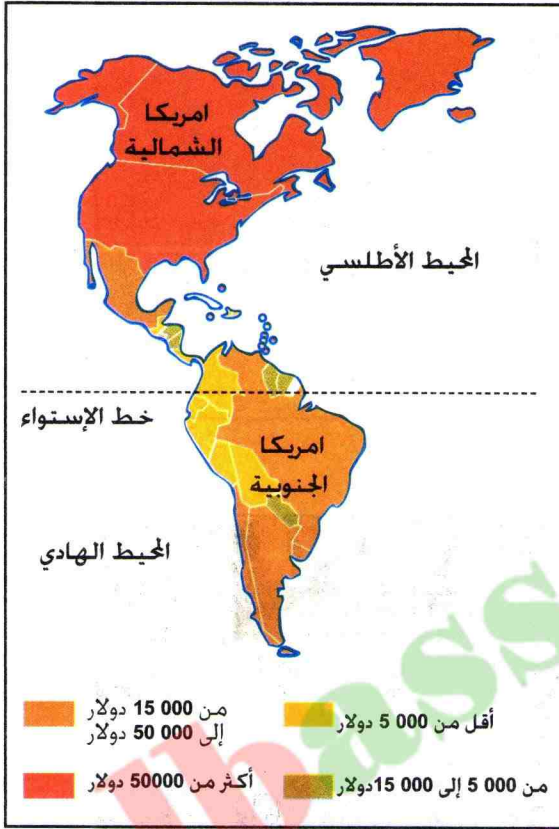 امريكا
الشمالية
المحيط الأطلسي
خط الإستواء
امريكا
الجنوبية
المحيط الهادي
أقل من 000 5 دولار
من 000 15 دولار
إلى 000 50 دولار
من 000 5 إلى 000 15دولار
أكثر من 50000 دولار
lbass